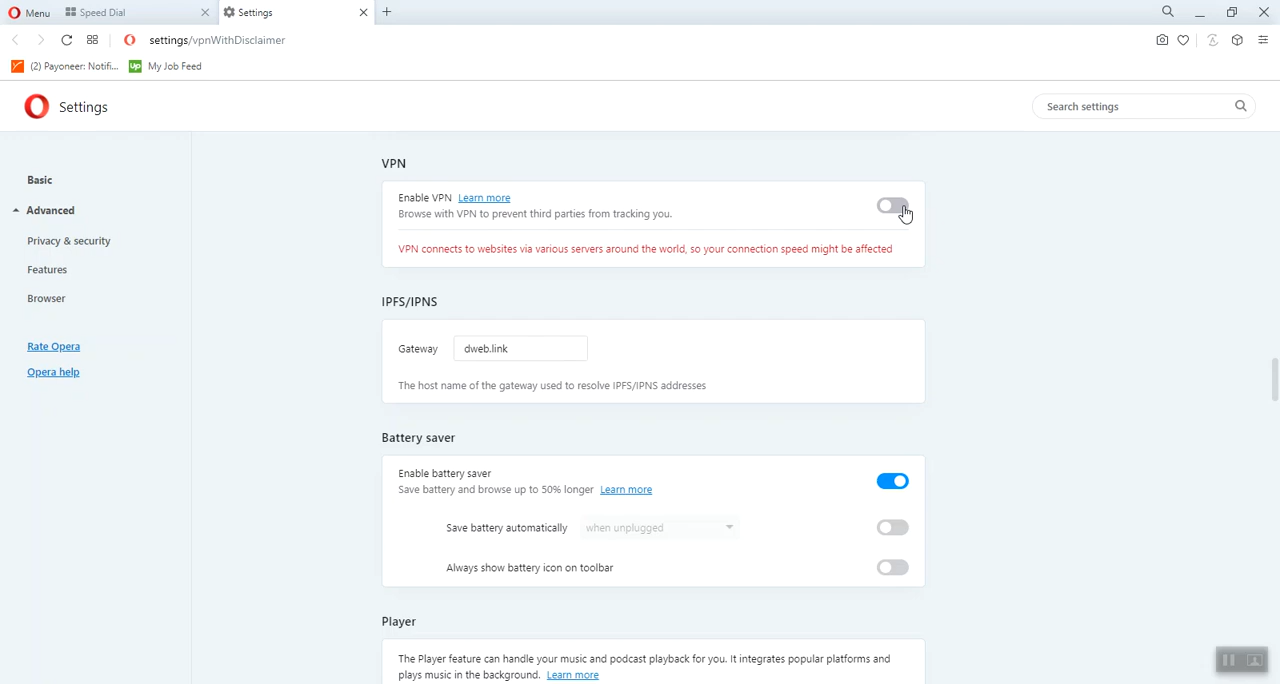 Menu
Speed Dial
Settings
settings/vpnWithDisclaimer
(2) Payoneer: Notifi...
up
My Job Feed
Settings
Search settings
Basic
Advanced
Privacy & security
Features
Browser
Rate Opera
Opera help
VPN
Enable VPN Learn more
Browse with VPN to prevent third parties from tracking you.
VPN connects to websites via various servers around the world, so your connection speed might be affected
IPFS/IPNS
Gateway dweb.link
The host name of the gateway used to resolve IPFS/IPNS addresses
Battery saver
Enable battery saver
Save battery and browse up to 50% longer Learn more
Save battery automatically when unplugged
Always show battery icon on toolbar
Player
The Player feature can handle your music and podcast playback for you. It integrates popular platforms and
plays music in the background. Learn more